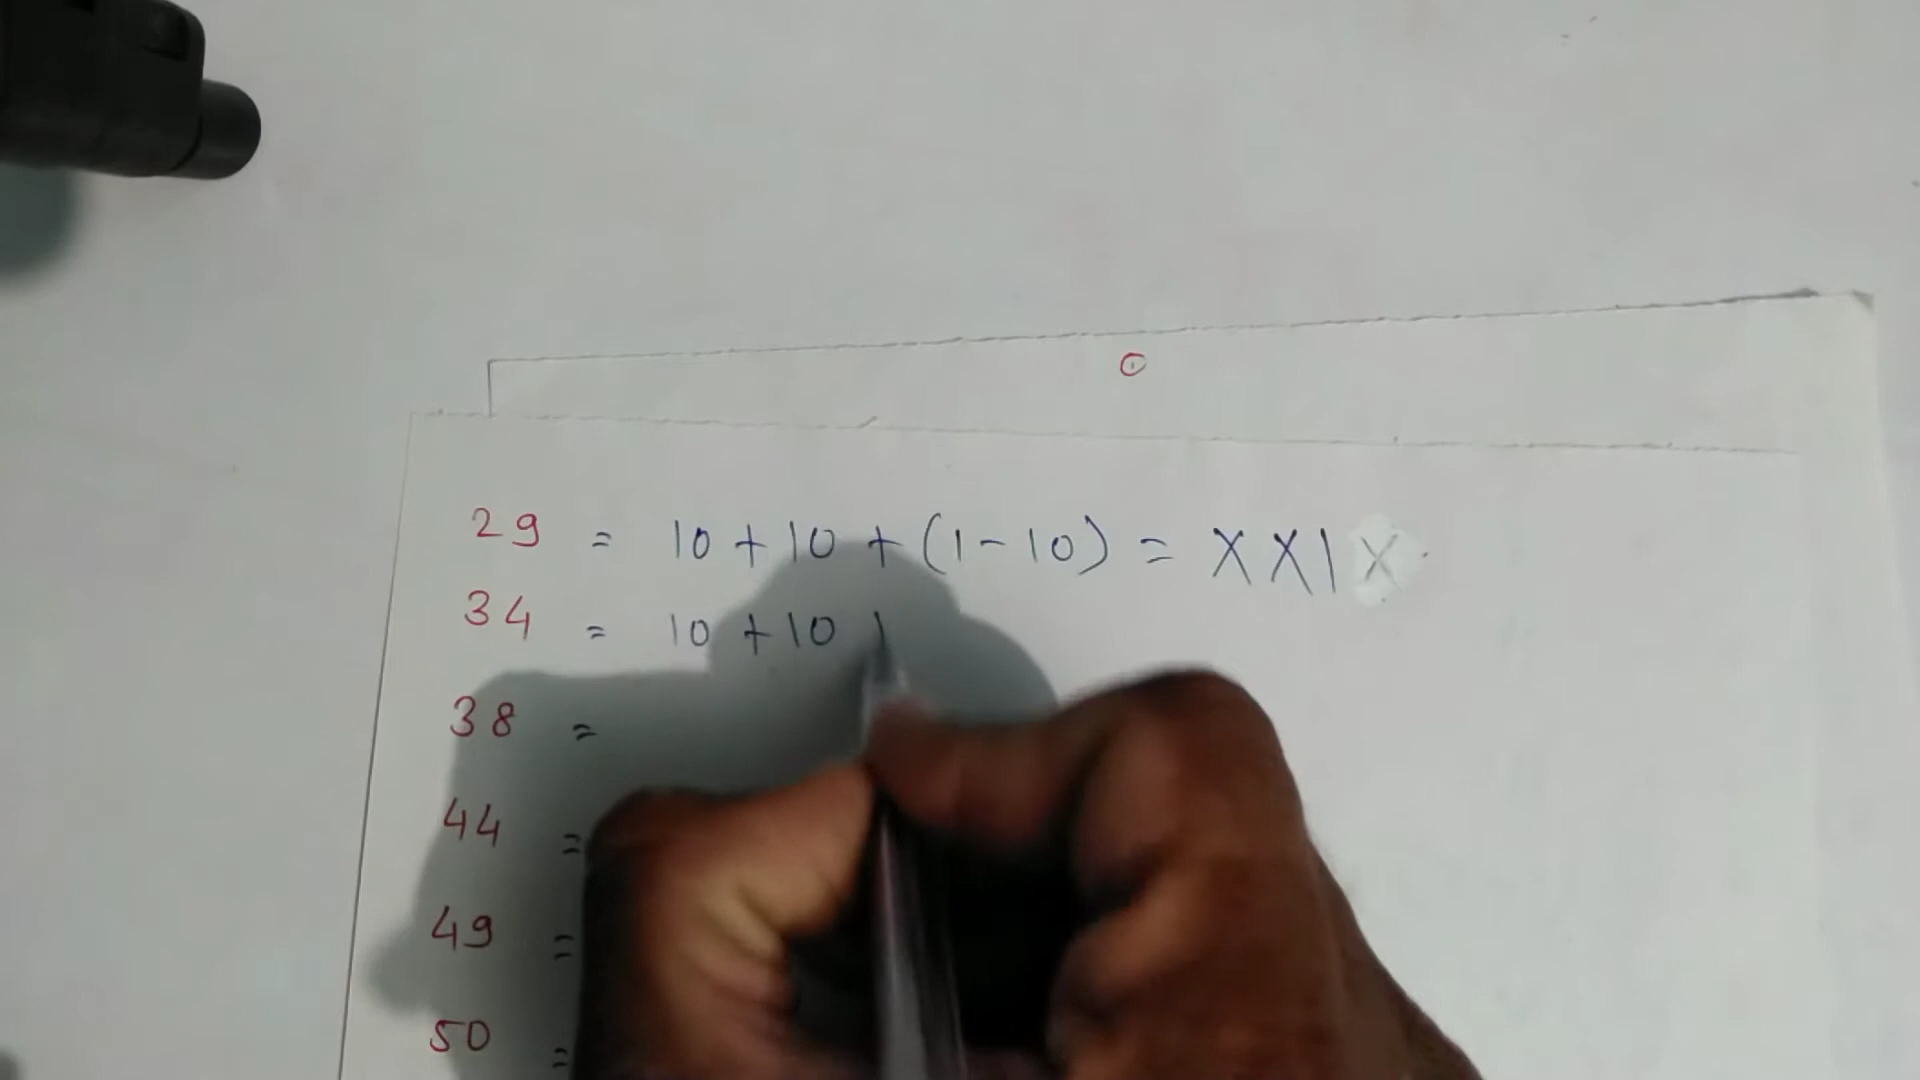 29 = 10 + 10 + (1 - 10) = XXIX
34 = 10 + 10
38 =
44 =
49 =
50 =